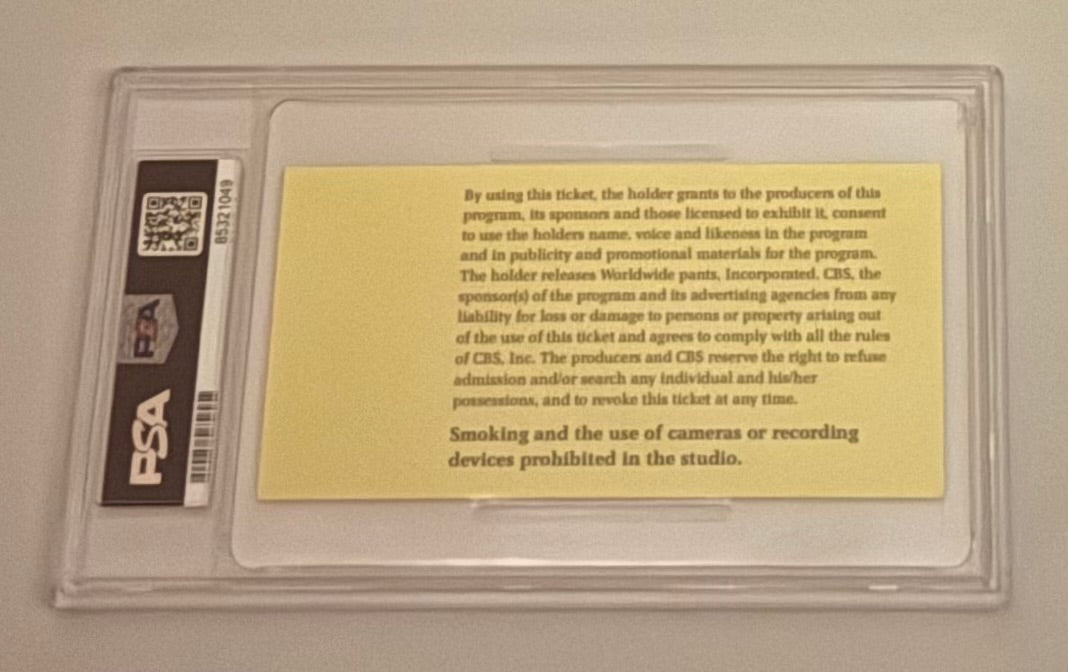 By using this ticket, the holder grants to the producers of this
program, its sponsors and those licensed to exhibit it, consent
to use the holders name, voice and likeness in the program
and in publicity and promotional materials for the program.
The holder releases Worldwide pants, Incorporated, CBS, the
sponsor(s) of the program and its advertising agencies from any
liability for loss or damage to persons or property arising out
of the use of this ticket and agrees to comply with all the rules
of CBS, Inc. The producers and CBS reserve the right to refuse
admission and/or search any individual and his/her
possessions, and to revoke this ticket at any time.
Smoking and the use of cameras or recording
devices prohibited in the studio.
85321049
PSA
PSA